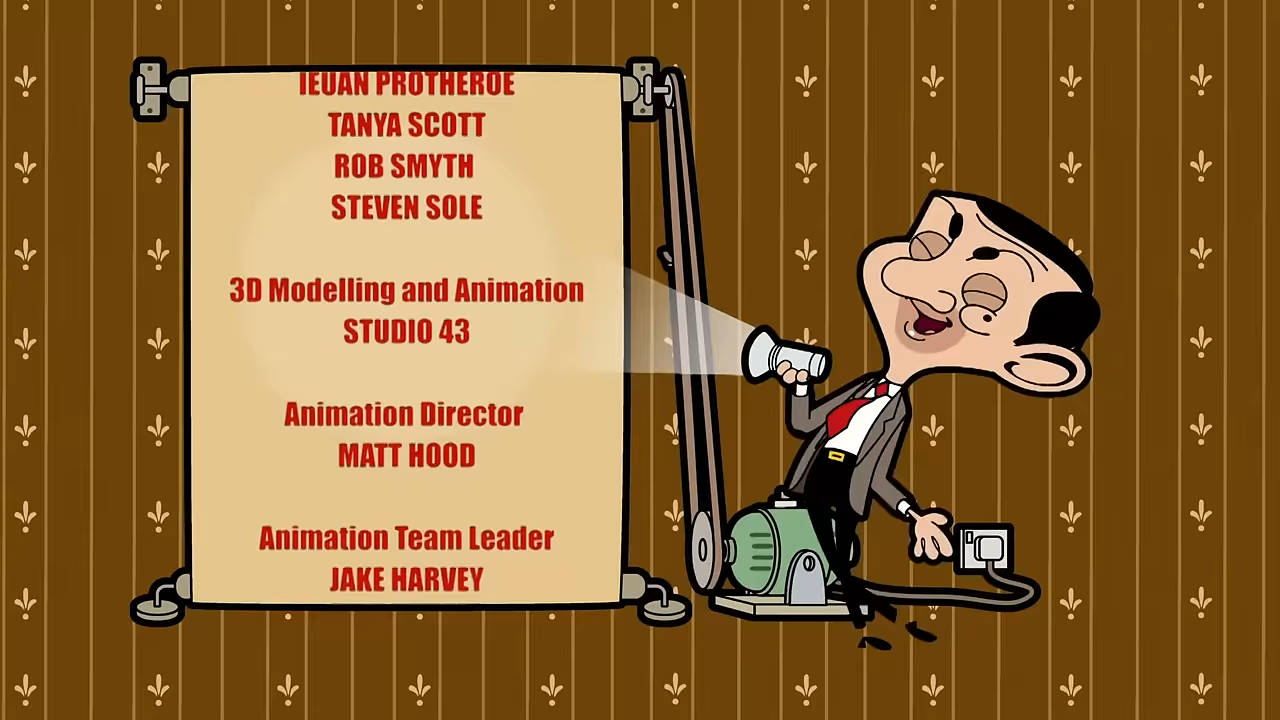 IEUAN PROTHEROE
TANYA SCOTT
ROB SMYTH
STEVEN SOLE
3D Modelling and Animation
STUDIO 43
Animation Director
MATT HOOD
Animation Team Leader
JAKE HARVEY